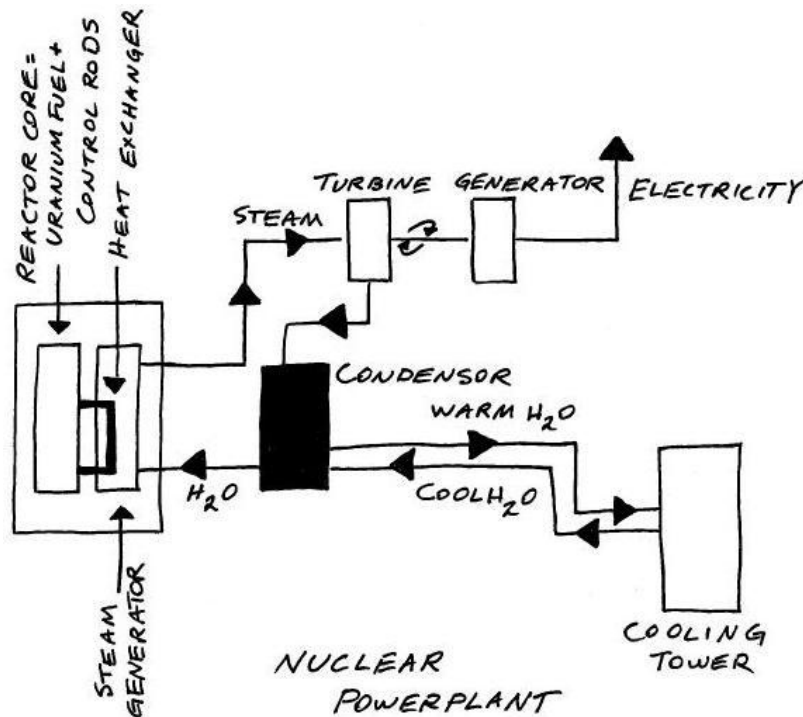 REACTOR CORE=
URANIUM FUEL+
CONTROL RODS
HEAT EXCHANGER
STEAM
TURBINE
GENERATOR
ELECTRICITY
CONDENSOR
WARM H₂O
H₂O
COOL H₂O
STEAM
GENERATOR
COOLING
TOWER
NUCLEAR
POWERPLANT